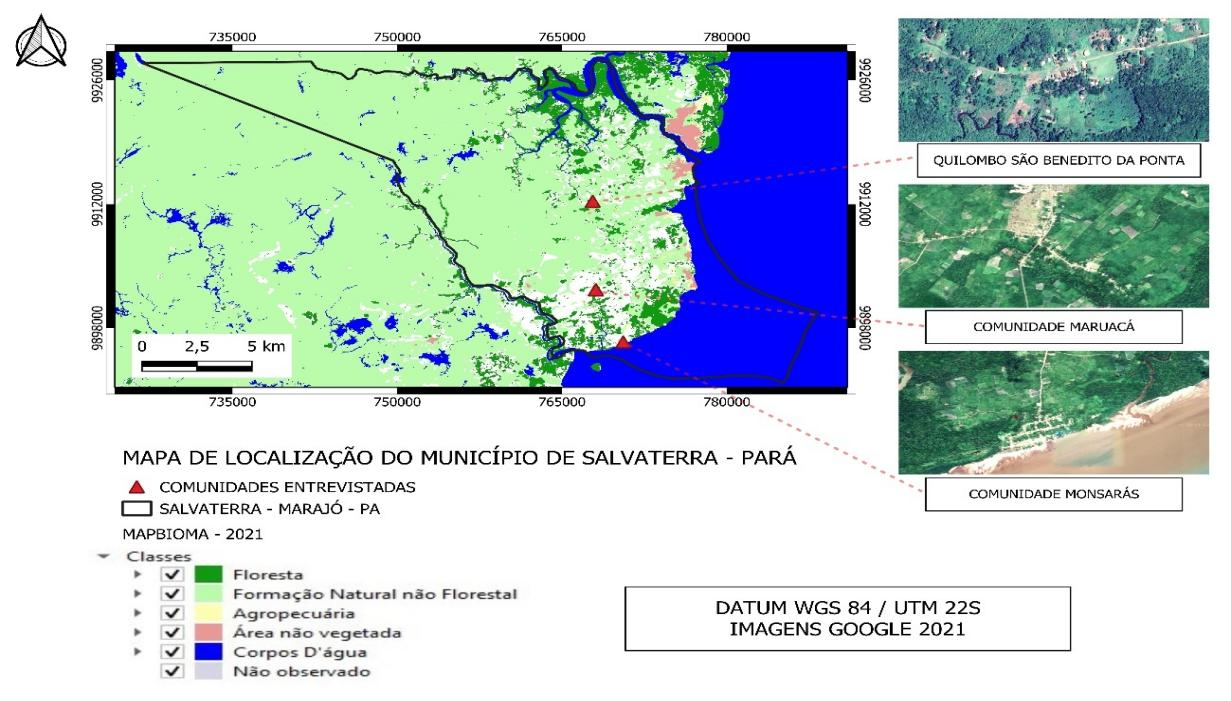 735000
750000
765000
780000
9926000
9926000
9912000
9912000
9898000
9898000
0 2,5 5 km
735000
750000
765000
780000
QUILOMBO SÃO BENEDITO DA PONTA
COMUNIDADE MARUACÁ
COMUNIDADE MONSARÁS
MAPA DE LOCALIZAÇÃO DO MUNICÍPIO DE SALVATERRA - PARÁ
COMUNIDADES ENTREVISTADAS
SALVATERRA - MARAJÓ - PA
MAPBIOMA - 2021
Classes
Floresta
Formação Natural não Florestal
Agropecuária
Área não vegetada
Corpos D'água
Não observado
DATUM WGS 84 / UTM 22S
IMAGENS GOOGLE 2021